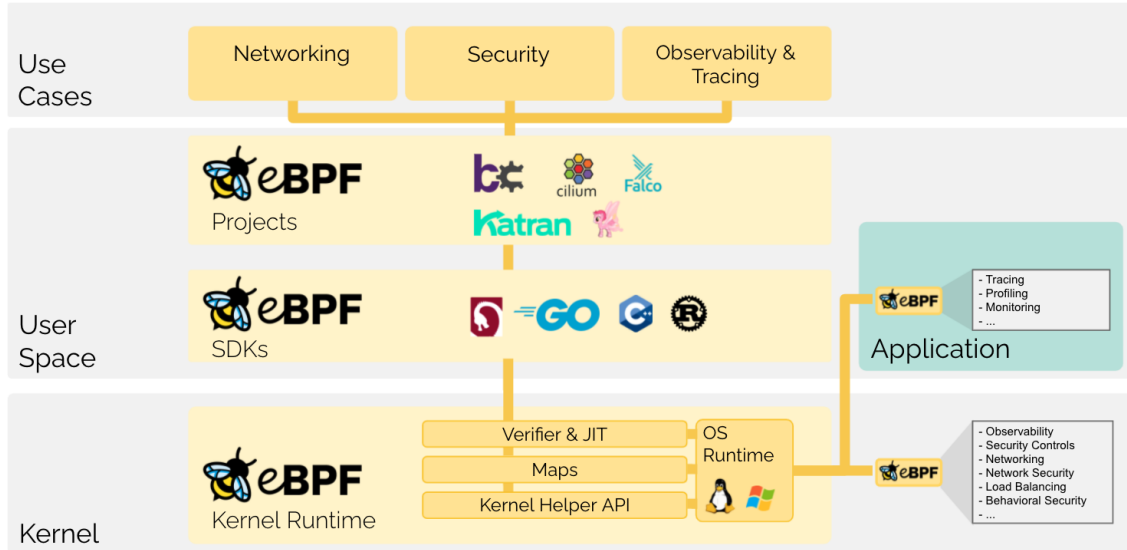 Use
Cases
Networking
Security
Observability &
Tracing
User
Space
eBPF
Projects
bc
cilium
Falco
Katran
eBPF
SDKs
GO
C++
R
eBPF
- Tracing
- Profiling
- Monitoring
- ...
Application
Kernel
eBPF
Kernel Runtime
Verifier & JIT
Maps
Kernel Helper API
OS
Runtime
eBPF
- Observability
- Security Controls
- Networking
- Network Security
- Load Balancing
- Behavioral Security
- ...